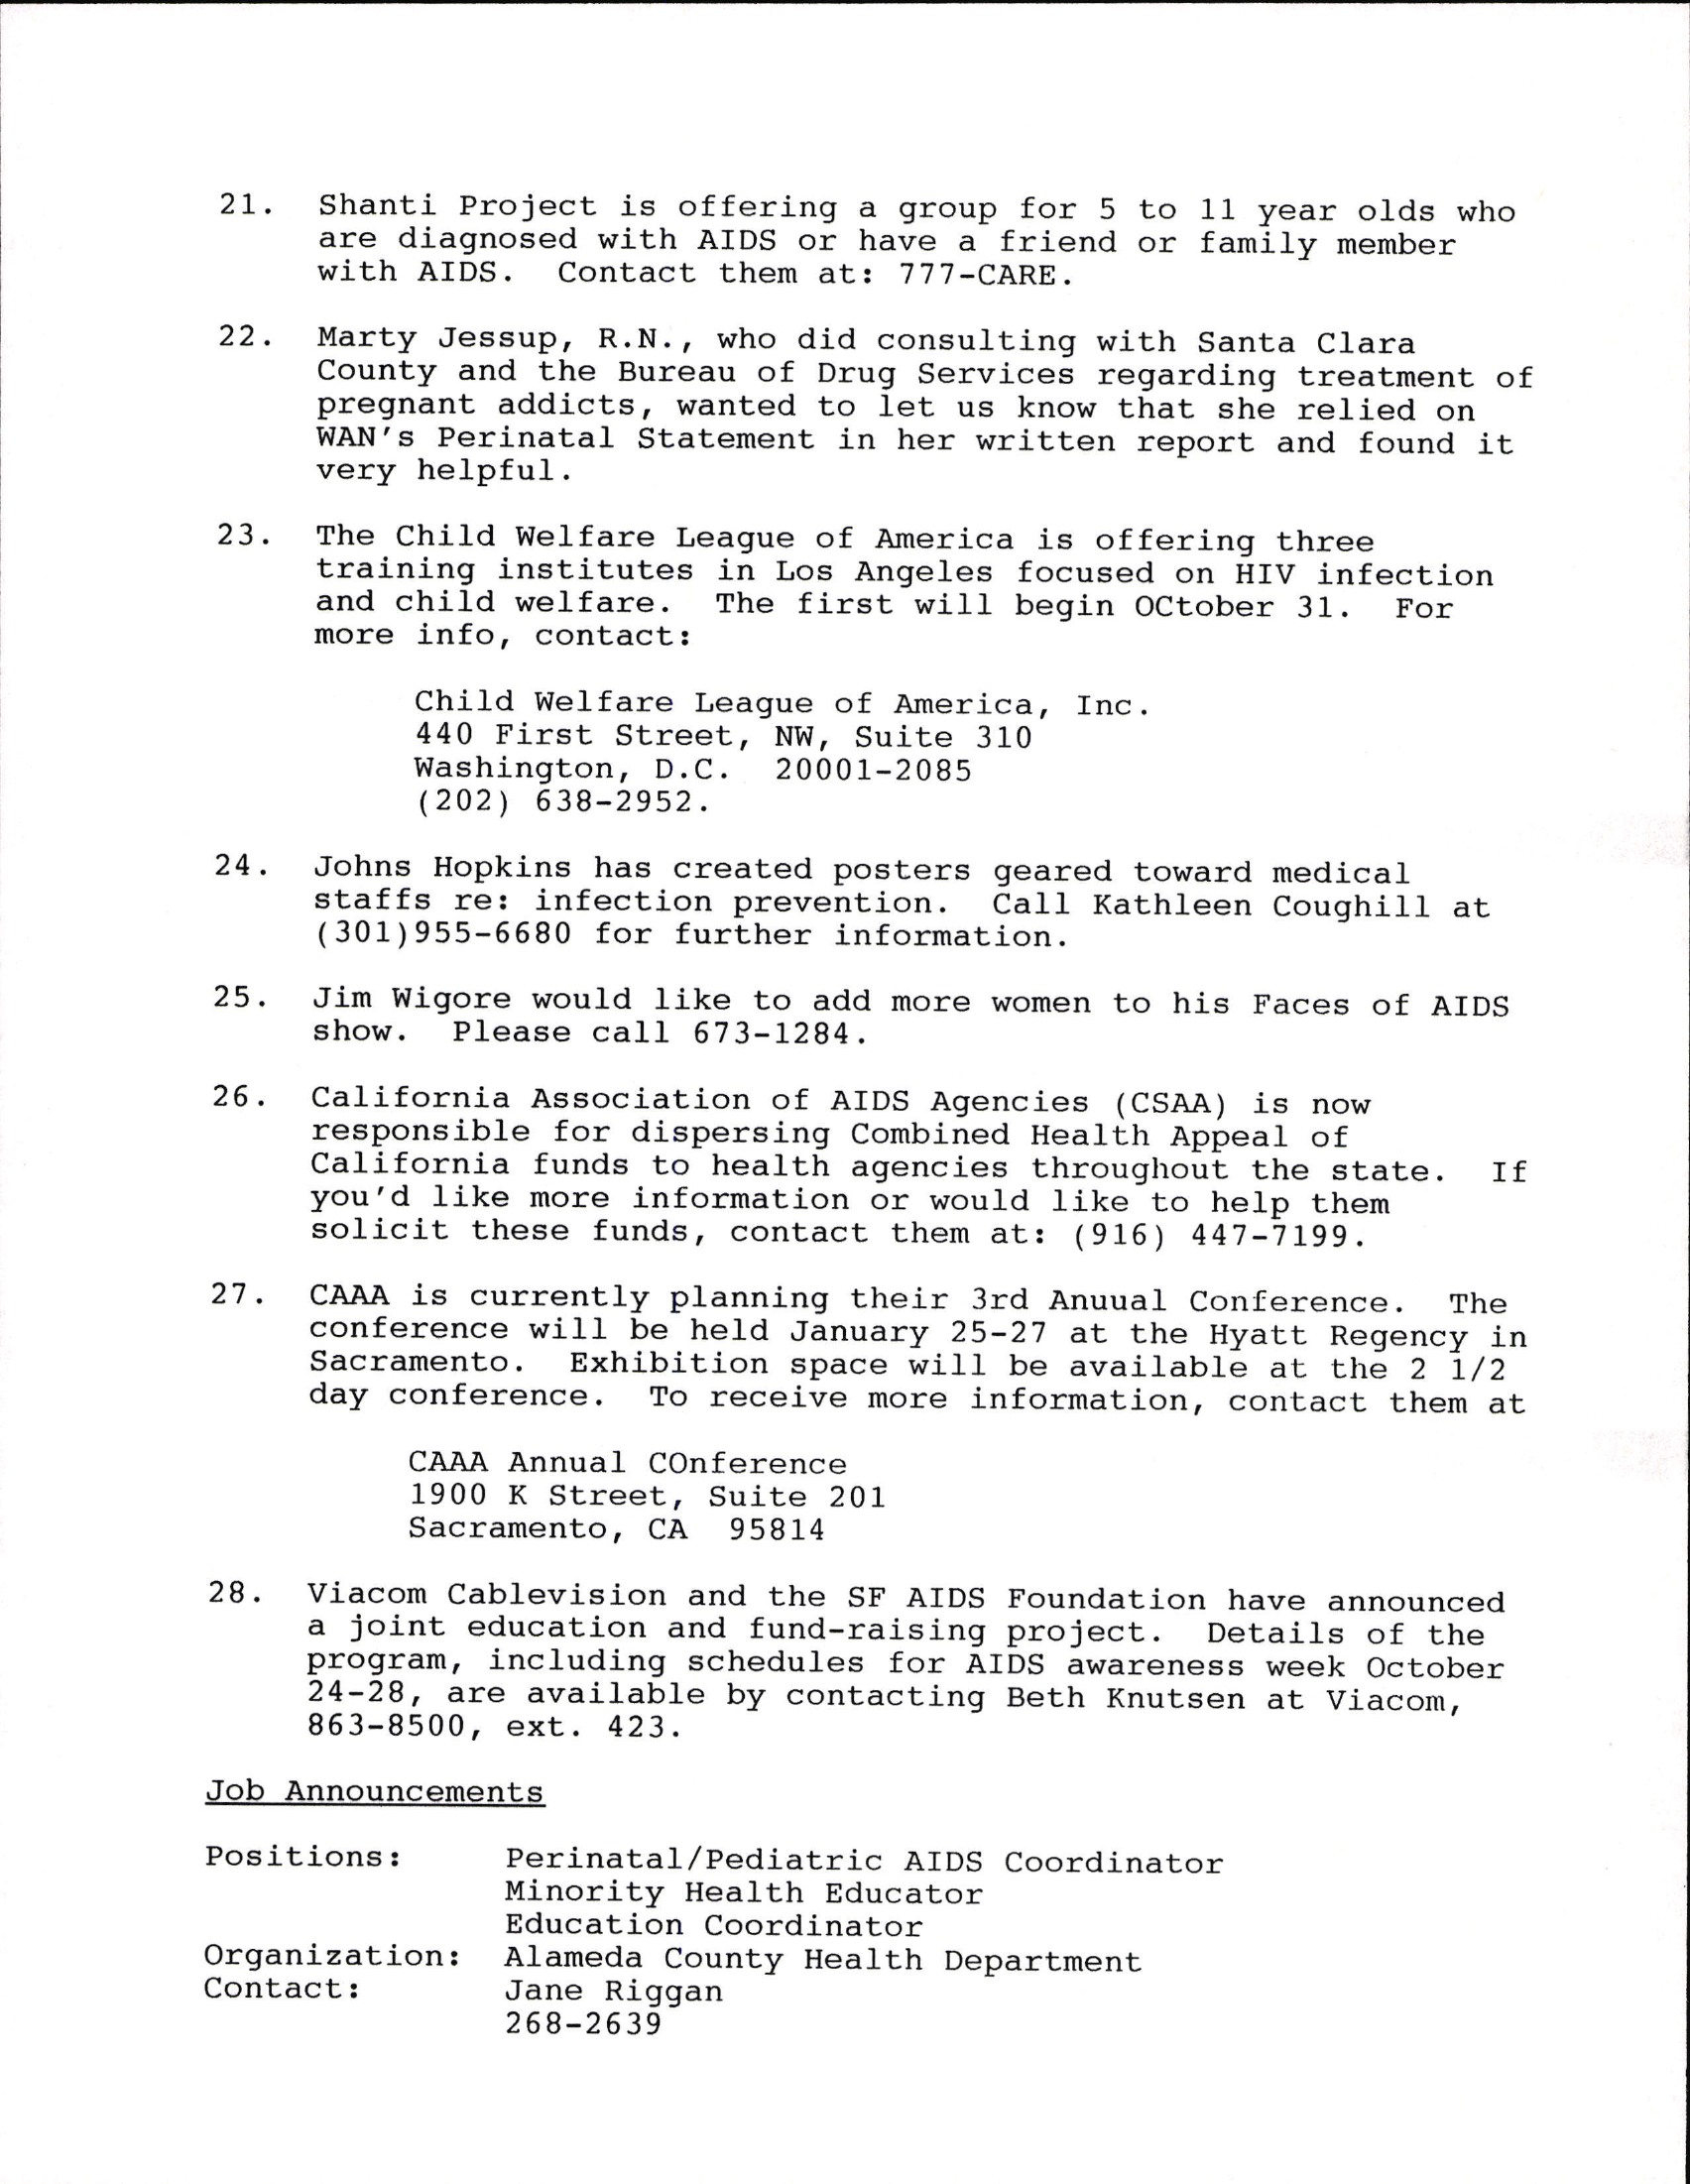 21. Shanti Project is offering a group for 5 to 11 year olds who
are diagnosed with AIDS or have a friend or family member
with AIDS. Contact them at: 777-CARE.
22. Marty Jessup, R.N., who did consulting with Santa Clara
County and the Bureau of Drug Services regarding treatment of
pregnant addicts, wanted to let us know that she relied on
WAN's Perinatal Statement in her written report and found it
very helpful.
23. The Child Welfare League of America is offering three
training institutes in Los Angeles focused on HIV infection
and child welfare. The first will begin OCtober 31. For
more info, contact:
Child Welfare League of America, Inc.
440 First Street, NW, Suite 310
Washington, D.C. 20001-2085
(202) 638-2952.
24. Johns Hopkins has created posters geared toward medical
staffs re: infection prevention. Call Kathleen Coughill at
(301)955-6680 for further information.
25. Jim Wigore would like to add more women to his Faces of AIDS
show. Please call 673-1284.
26. California Association of AIDS Agencies (CSAA) is now
responsible for dispersing Combined Health Appeal of
California funds to health agencies throughout the state. If
you'd like more information or would like to help them
solicit these funds, contact them at: (916) 447-7199.
27. CAAA is currently planning their 3rd Anuual Conference. The
conference will be held January 25-27 at the Hyatt Regency in
Sacramento. Exhibition space will be available at the 2 1/2
day conference. To receive more information, contact them at
CAAA Annual COnference
1900 K Street, Suite 201
Sacramento, CA 95814
28. Viacom Cablevision and the SF AIDS Foundation have announced
a joint education and fund-raising project. Details of the
program, including schedules for AIDS awareness week October
24-28, are available by contacting Beth Knutsen at Viacom,
863-8500, ext. 423.
Job Announcements
Positions: Perinatal/Pediatric AIDS Coordinator
Minority Health Educator
Education Coordinator
Organization: Alameda County Health Department
Contact: Jane Riggan
268-2639